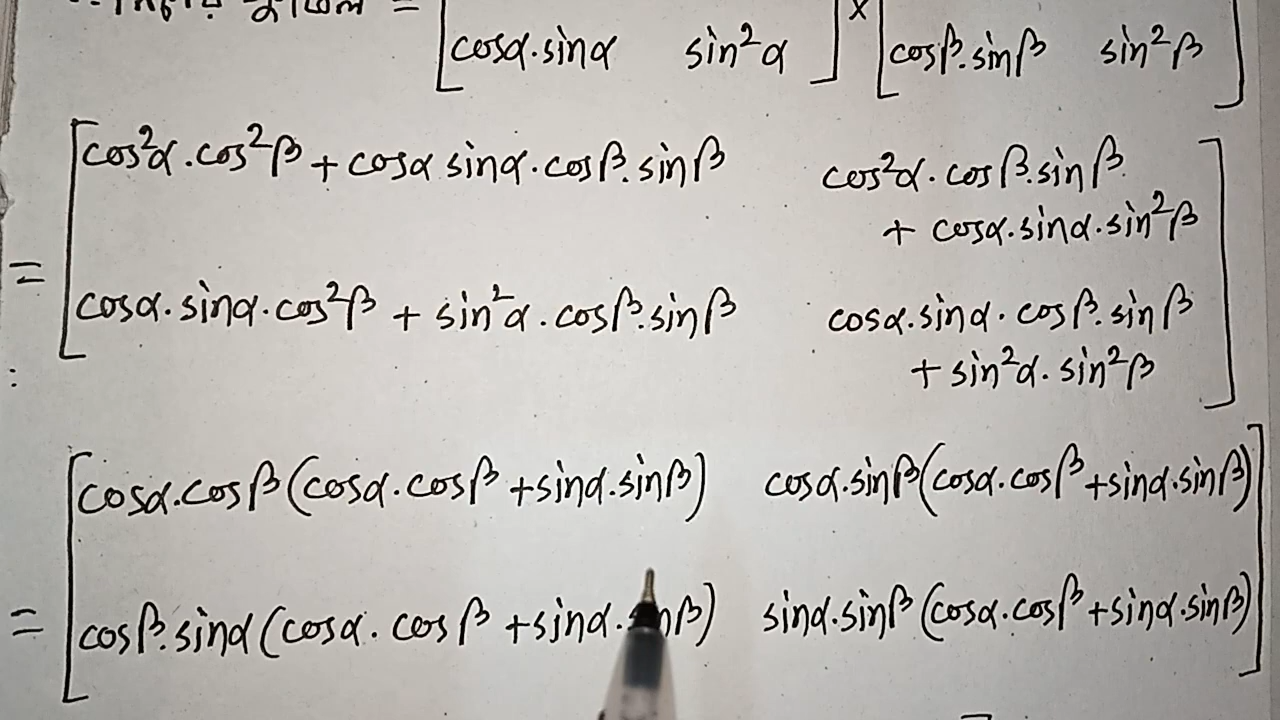 =
[cosα.sinα sin²α] × [cosβ.sinβ sin²β]
= [cos²α.cos²β + cosα sinα.cosβ.sinβ cos²α.cosβ.sinβ
+ cosα.sinα.sin²β
cosα.sinα.cos²β + sin²α.cosβ.sinβ cosα.sinα.cosβ.sinβ
+ sin²α.sin²β]
:
= [cosα.cosβ(cosα.cosβ+sinα.sinβ) cosα.sinβ(cosα.cosβ+sinα.sinβ)
cosβ.sinα(cosα.cosβ+sinα.sinβ) sinα.sinβ(cosα.cosβ+sinα.sinβ)]